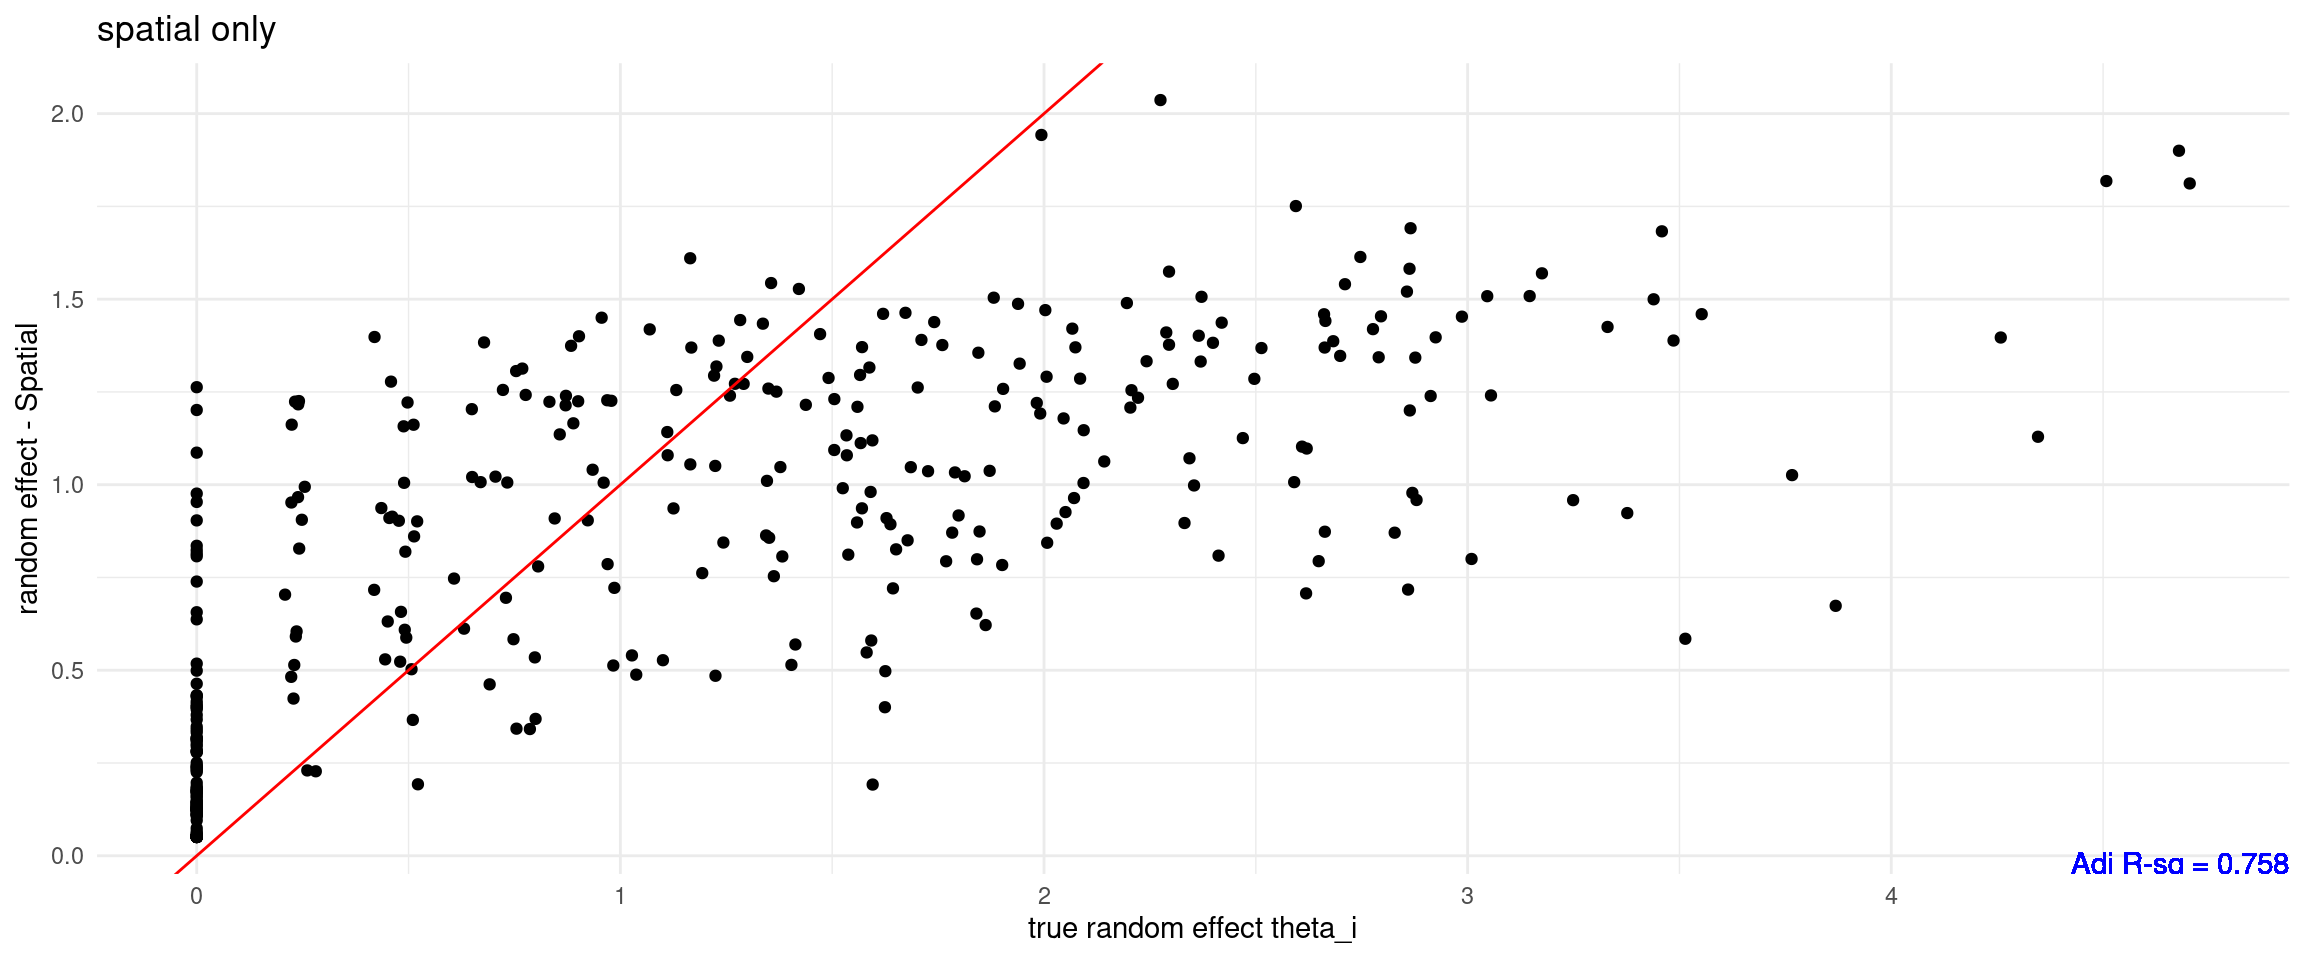 spatial only
random effect - Spatial
2.0
1.5
1.0
0.5
0.0
Adj R-sq = 0.758
0 1 2 3 4
true random effect theta_i